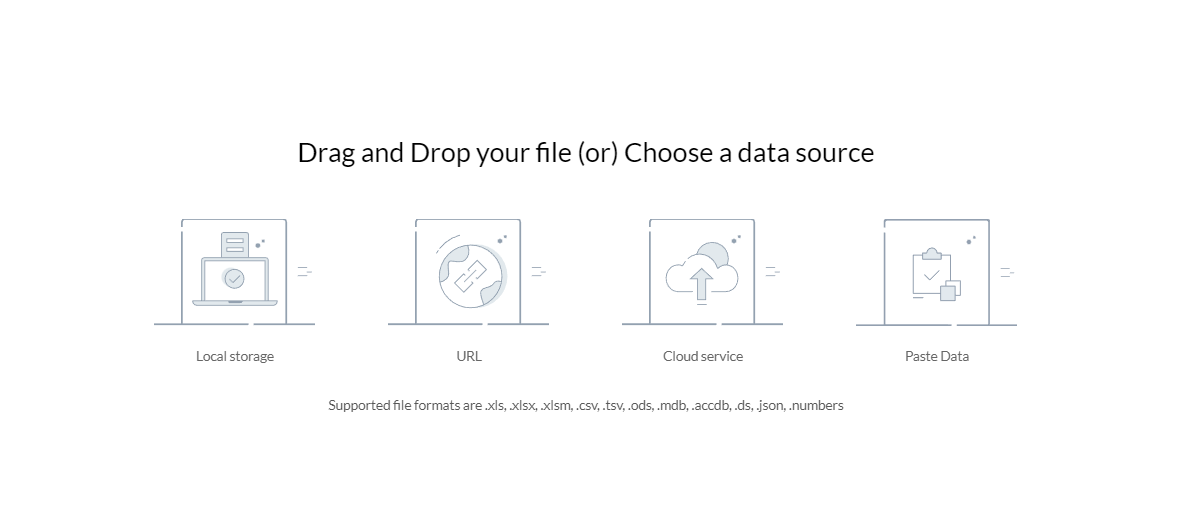 Drag and Drop your file (or) Choose a data source
Local storage
URL
Cloud service
Paste Data
Supported file formats are .xls, .xlsx, .xlsm, .csv, .tsv, .ods, .mdb, .accdb, .ds, .json, .numbers